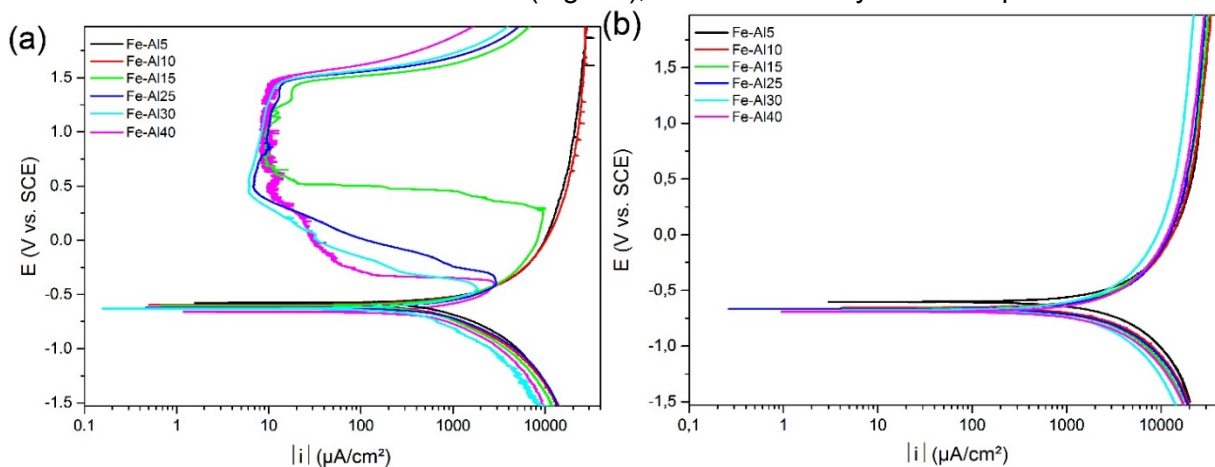 (a)
Fe-Al5
Fe-Al10
Fe-Al15
Fe-Al25
Fe-Al30
Fe-Al40
E (V vs. SCE)
1.5
1.0
0.5
0.0
-0.5
-1.0
-1.5
0,1 1 10 100 1000 10000
|i| (µA/cm²)
(b)
Fe-Al5
Fe-Al10
Fe-Al15
Fe-Al25
Fe-Al30
Fe-Al40
E (V vs. SCE)
1,5
1,0
0,5
0,0
-0,5
-1,0
-1,5
0,1 1 10 100 1000 10000
|i| (µA/cm²)